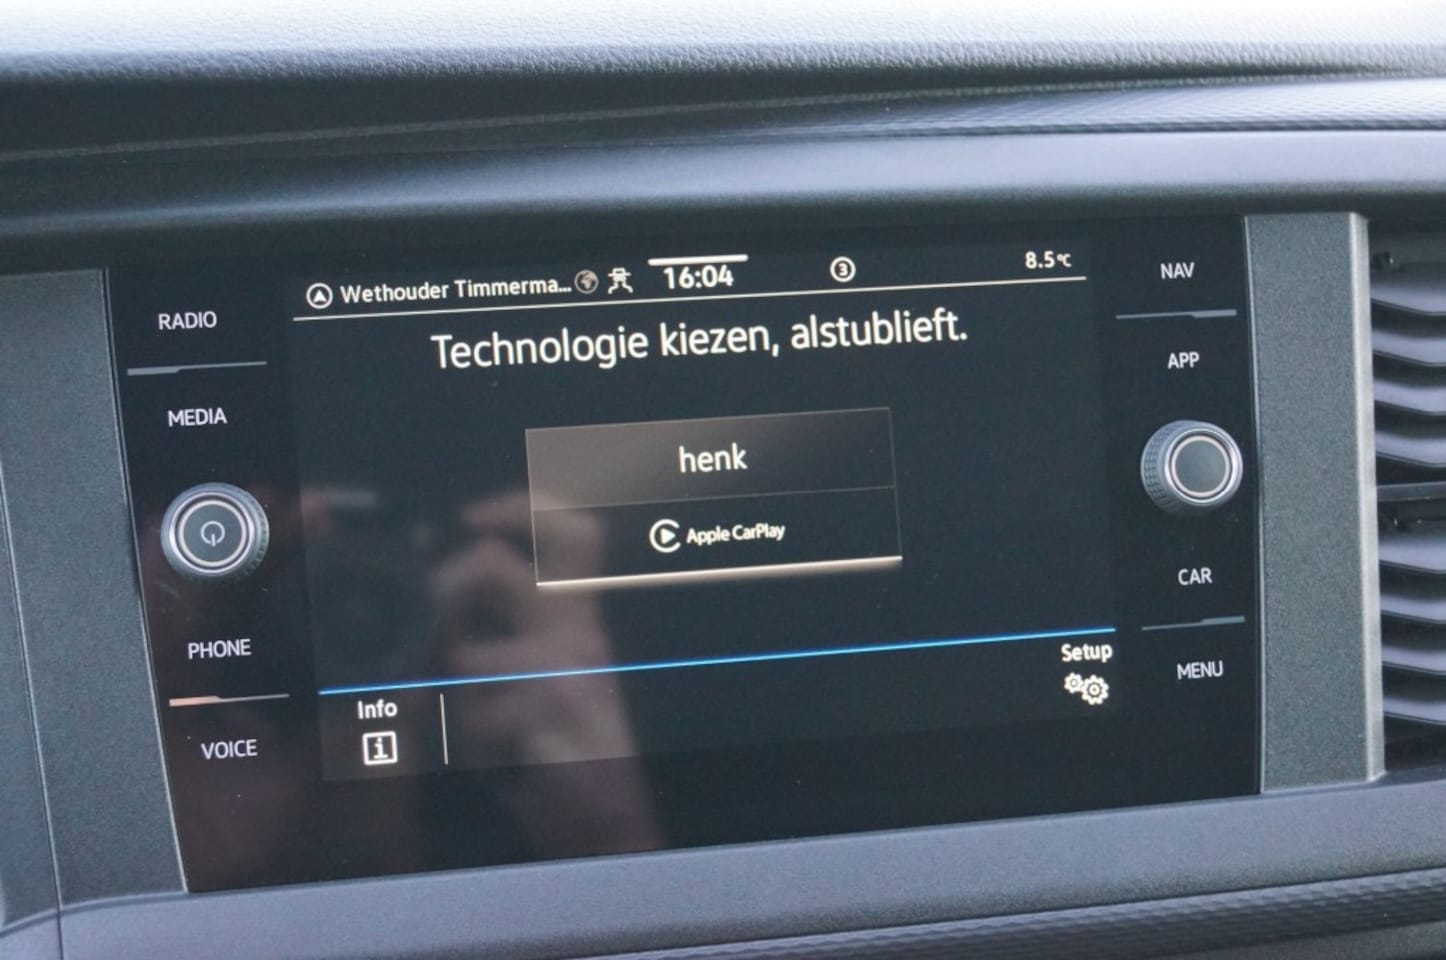 RADIO
MEDIA
PHONE
VOICE
Wethouder Timmerma...
16:04
3
8.5°C
Technologie kiezen, alstublieft.
henk
Apple CarPlay
Info
i
Setup
NAV
APP
CAR
MENU